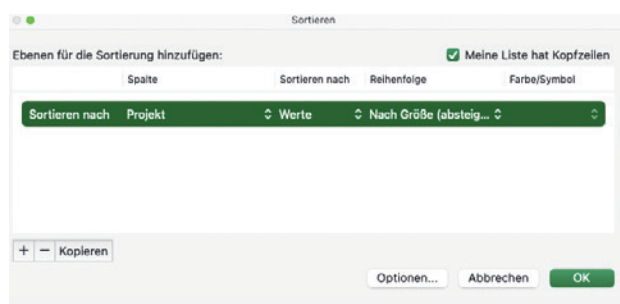 Sortieren
Ebenen für die Sortierung hinzufügen: Meine Liste hat Kopfzeilen
Spalte Sortieren nach Reihenfolge Farbe/Symbol
Sortieren nach Projekt Werte Nach Größe (absteig...
+ − Kopieren
Optionen... Abbrechen OK